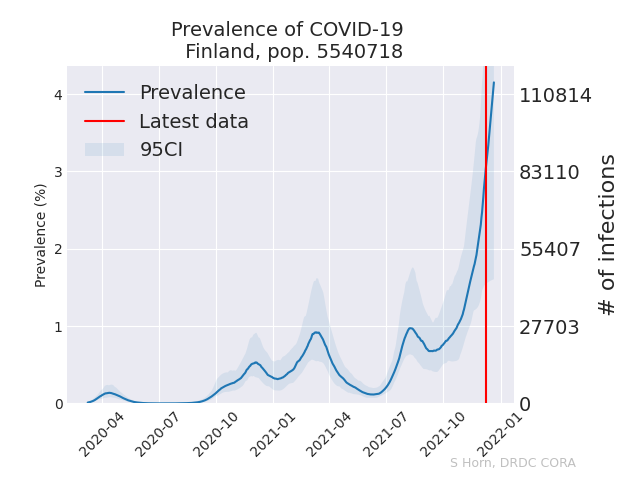 Prevalence of COVID-19
Finland, pop. 5540718
Prevalence
Latest data
95CI
4
3
2
1
0
Prevalence (%)
110814
83110
55407
27703
0
# of infections
2020-04
2020-07
2020-10
2021-01
2021-04
2021-07
2021-10
2022-01
S Horn, DRDC CORA